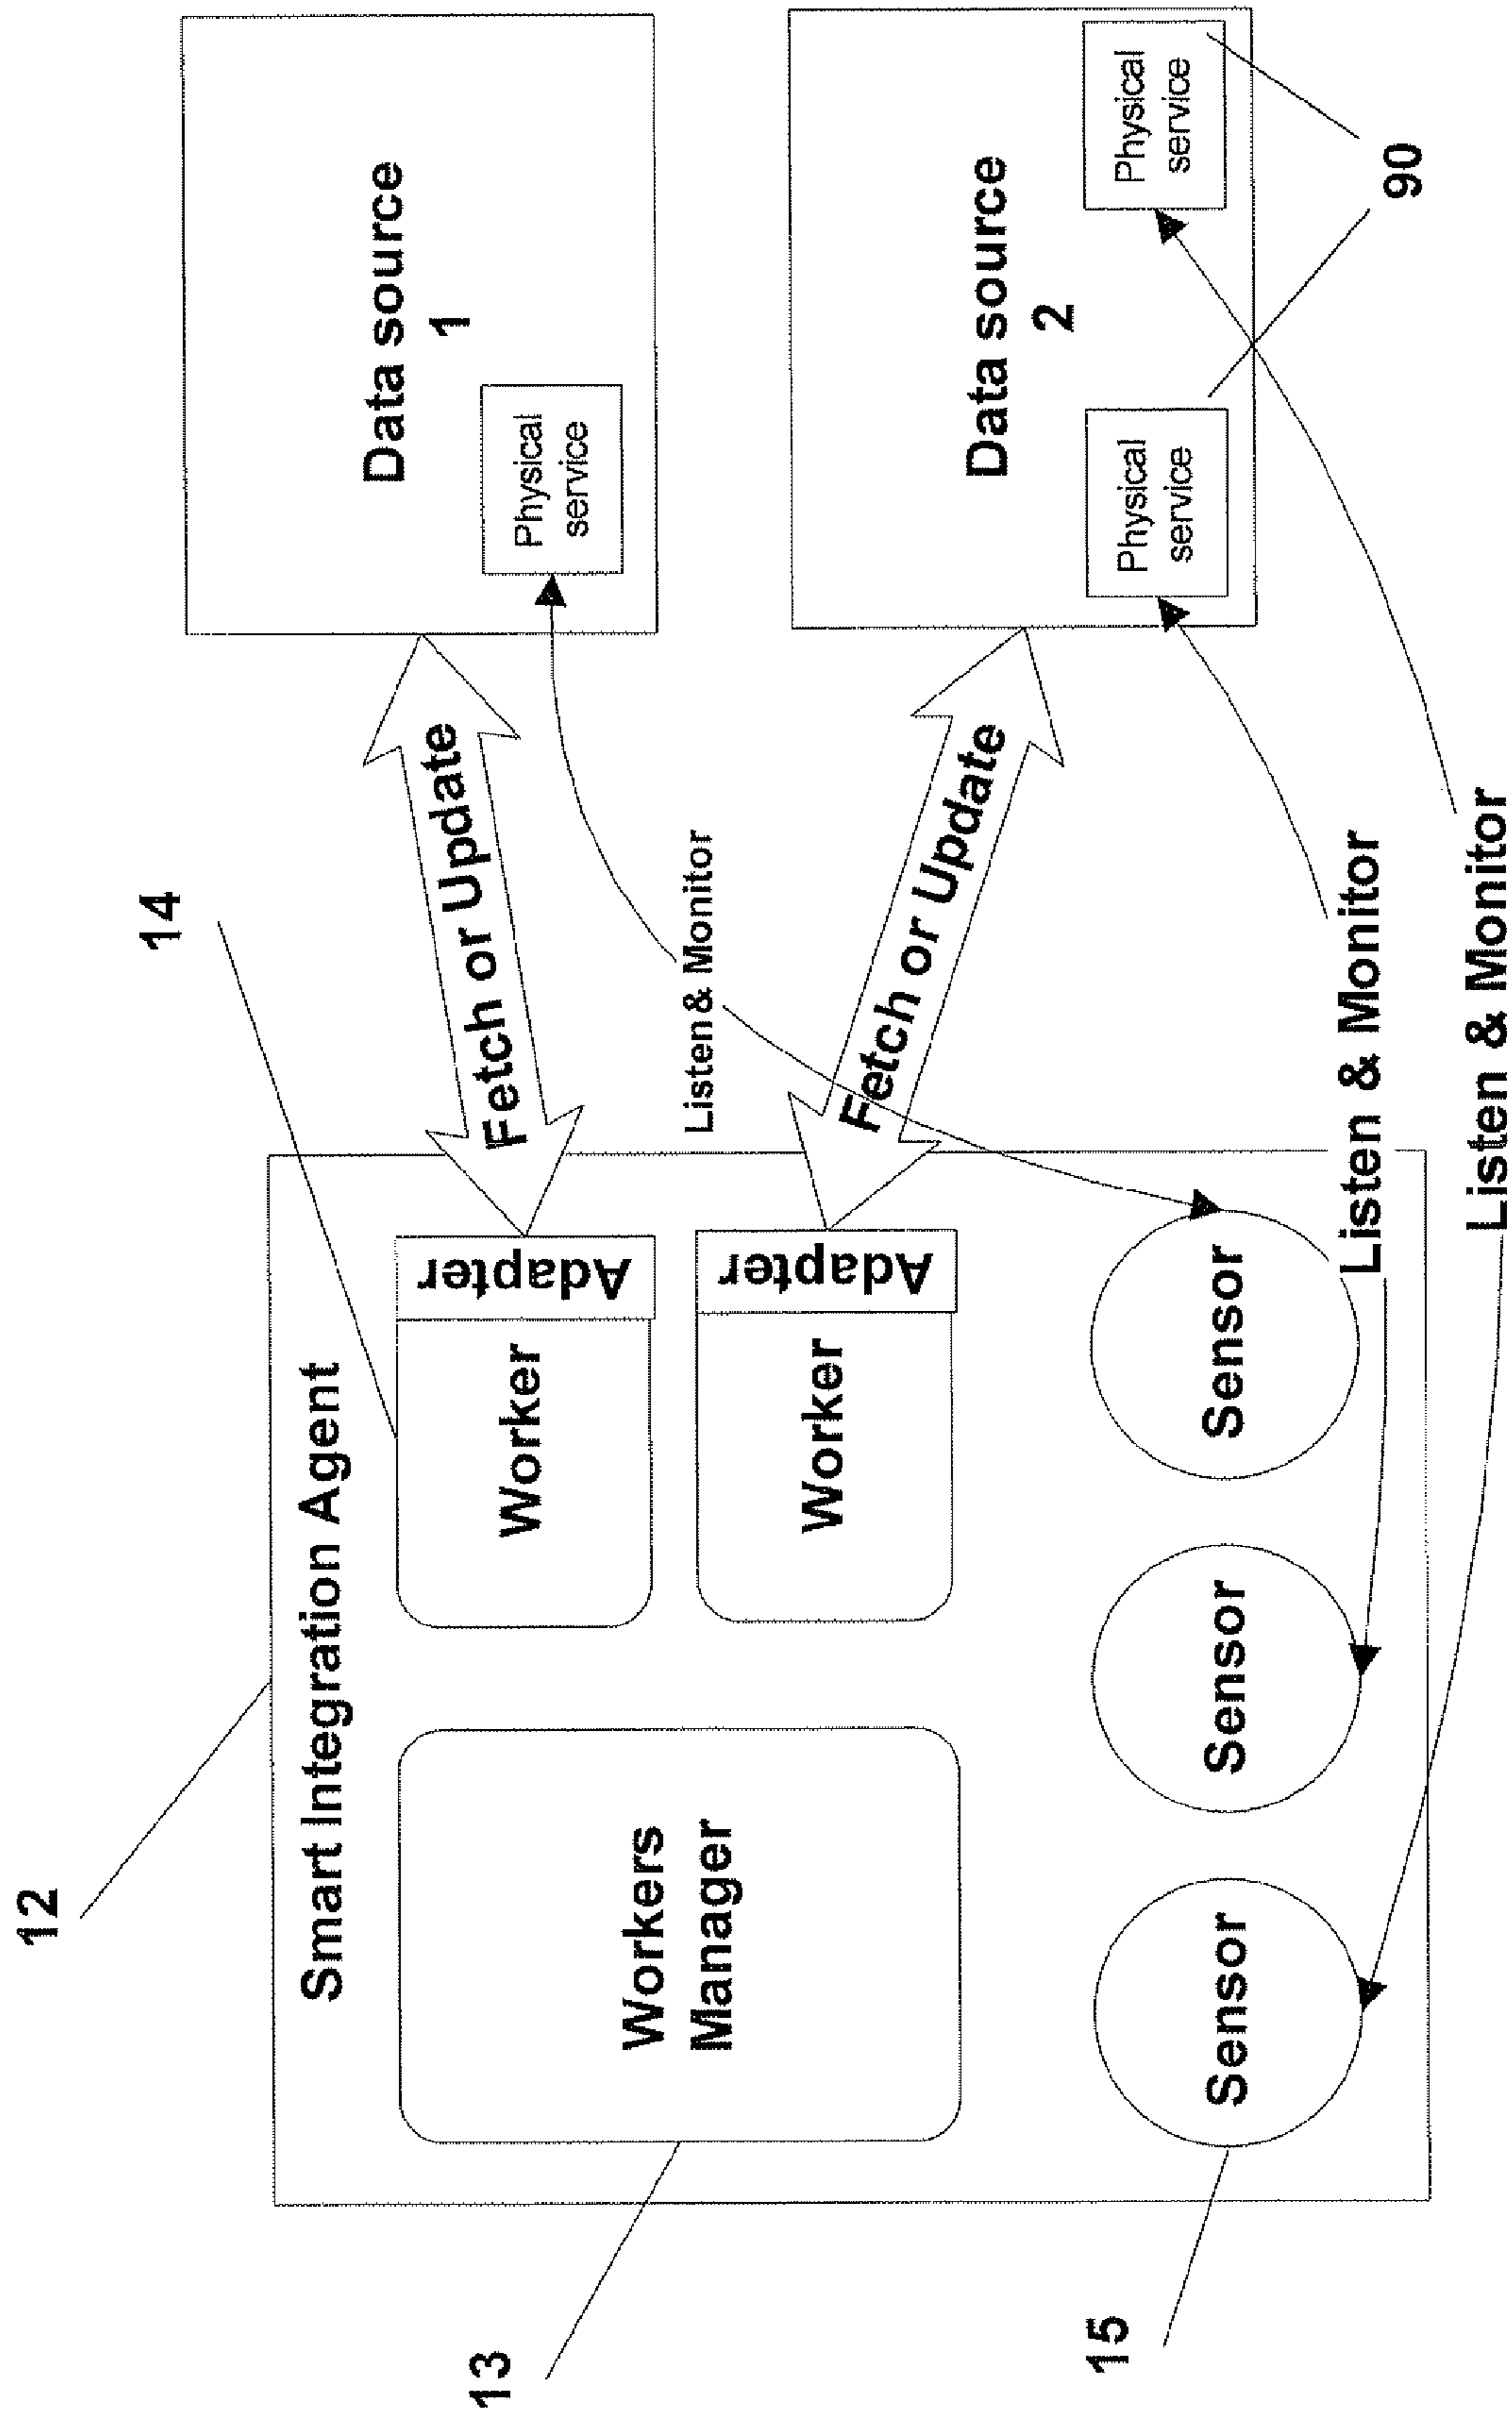 12
14
Smart Integration Agent
13
Workers
Manager
Worker
Adapter
Worker
Adapter
Fetch or Update
Fetch or Update
Data source
1
Physical
service
Data source
2
Physical
service
Physical
service
90
Listen & Monitor
15
Sensor
Sensor
Sensor
Listen & Monitor
Listen & Monitor